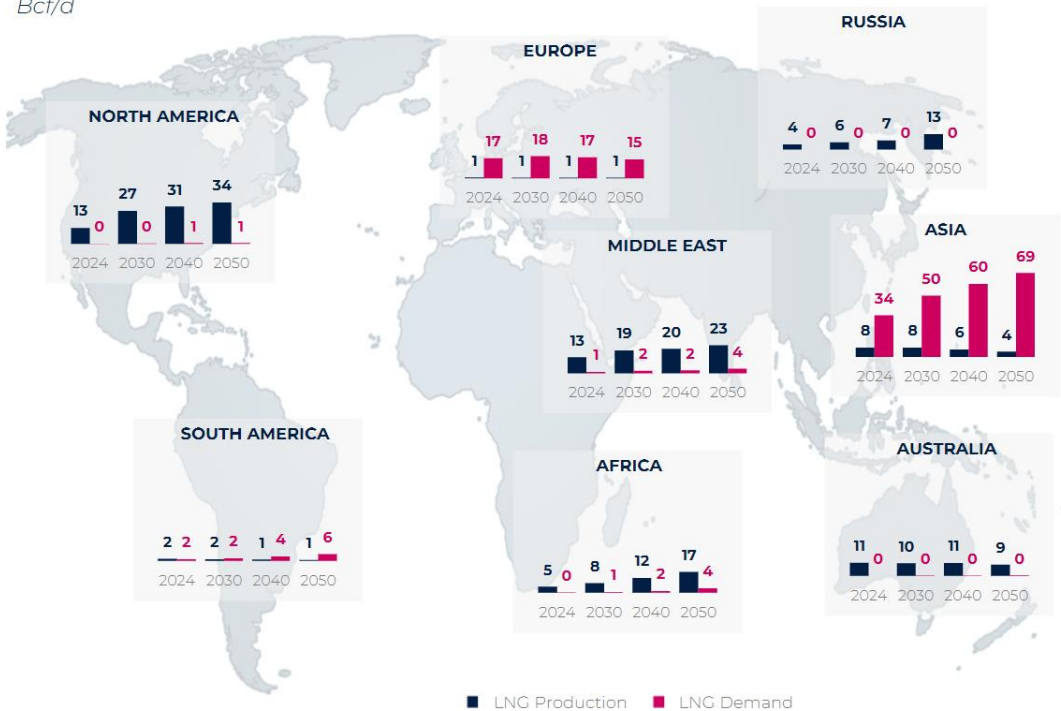 Bcf/d
NORTH AMERICA
13 0 27 0 31 1 34 1
2024 2030 2040 2050
EUROPE
1 17 1 18 1 17 1 15
2024 2030 2040 2050
RUSSIA
4 0 6 0 7 0 13 0
2024 2030 2040 2050
MIDDLE EAST
13 1 19 2 20 2 23 4
2024 2030 2040 2050
ASIA
8 34 8 50 6 60 4 69
2024 2030 2040 2050
SOUTH AMERICA
2 2 2 2 1 4 1 6
2024 2030 2040 2050
AFRICA
5 0 8 1 12 2 17 4
2024 2030 2040 2050
AUSTRALIA
11 0 10 0 11 0 9 0
2024 2030 2040 2050
LNG Production LNG Demand